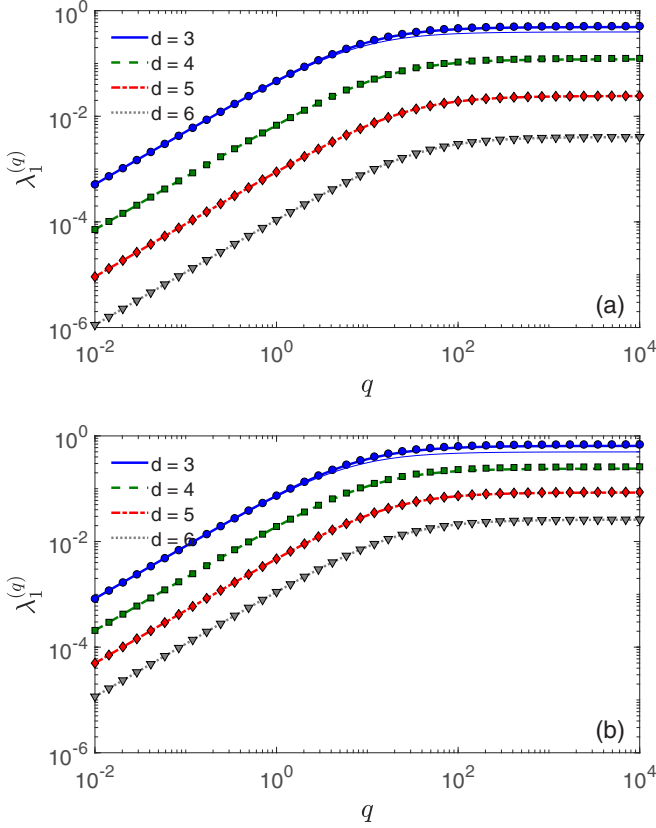 10^0
10^-2
10^-4
10^-6
λ_1^(q)
d = 3
d = 4
d = 5
d = 6
(a)
10^-2 10^0 10^2 10^4
q
10^0
10^-2
10^-4
10^-6
λ_1^(q)
d = 3
d = 4
d = 5
d = 6
(b)
10^-2 10^0 10^2 10^4
q